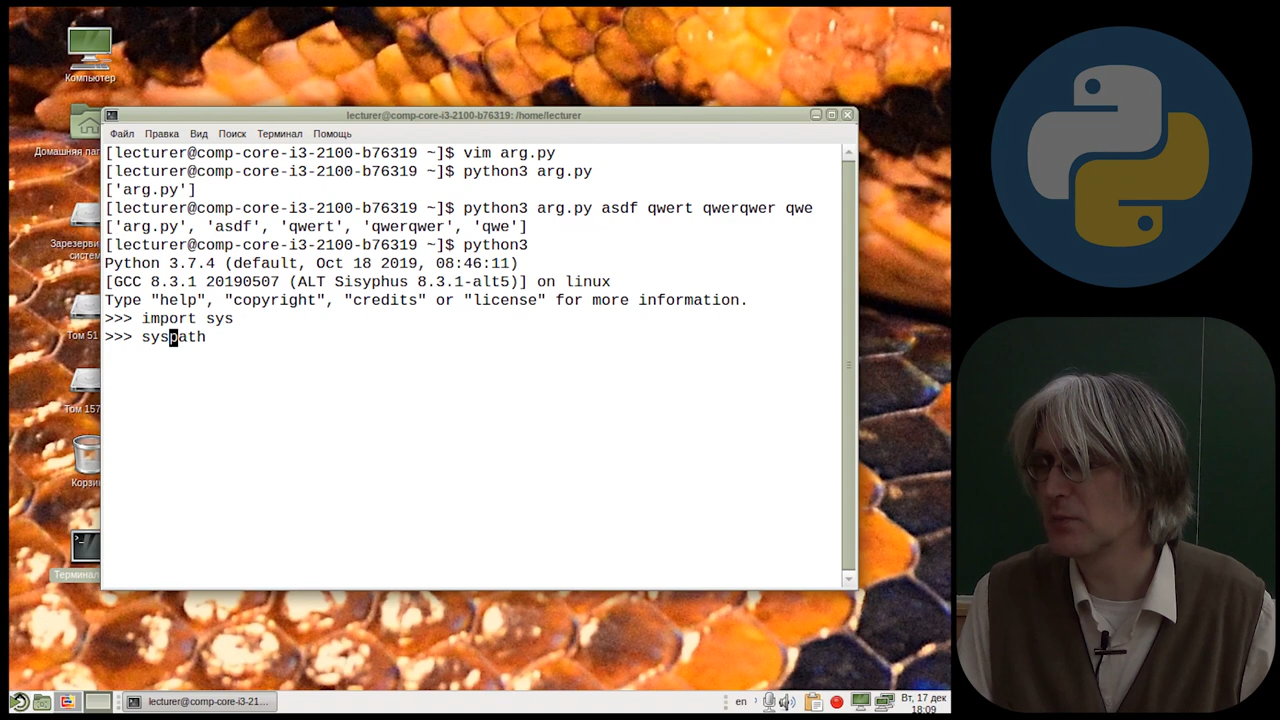 Компьютер
Домашняя пап
Зарезерви
систем
Том 51
Том 157
Корзин
Терминал
lecturer@comp-core-i3-2100-b76319: /home/lecturer
Файл Правка Вид Поиск Терминал Помощь
[lecturer@comp-core-i3-2100-b76319 ~]$ vim arg.py
[lecturer@comp-core-i3-2100-b76319 ~]$ python3 arg.py
['arg.py']
[lecturer@comp-core-i3-2100-b76319 ~]$ python3 arg.py asdf qwert qwerqwer qwe
['arg.py', 'asdf', 'qwert', 'qwerqwer', 'qwe']
[lecturer@comp-core-i3-2100-b76319 ~]$ python3
Python 3.7.4 (default, Oct 18 2019, 08:46:11)
[GCC 8.3.1 20190507 (ALT Sisyphus 8.3.1-alt5)] on linux
Type "help", "copyright", "credits" or "license" for more information.
>>> import sys
>>> syspath
lecturer@comp-core-i3-21...
en
Вт, 17 дек
18:09